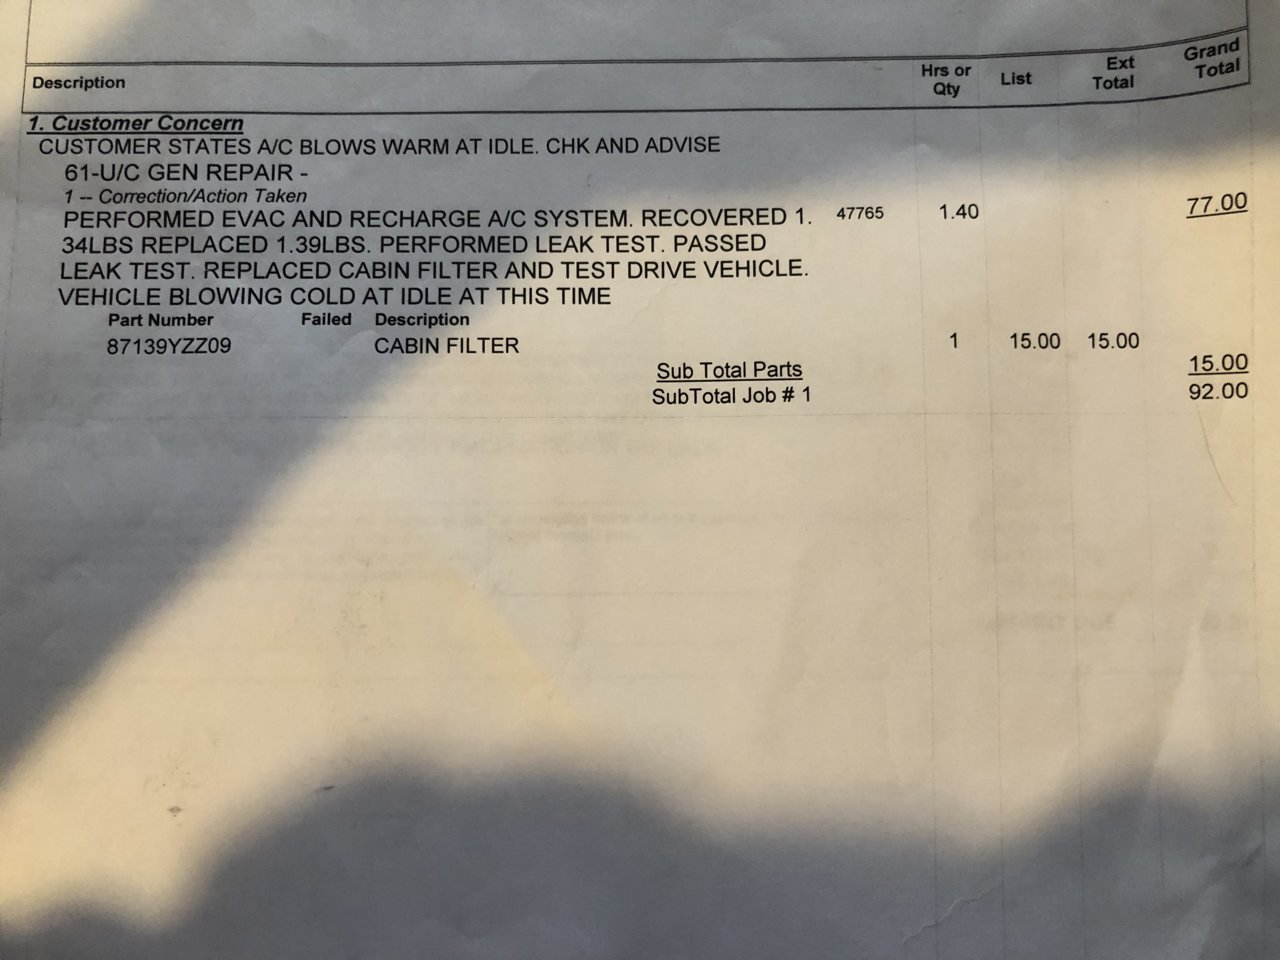 Description Hrs or Qty List Ext Total Grand Total
1. Customer Concern
CUSTOMER STATES A/C BLOWS WARM AT IDLE. CHK AND ADVISE
61-U/C GEN REPAIR -
1 -- Correction/Action Taken
PERFORMED EVAC AND RECHARGE A/C SYSTEM. RECOVERED 1. 47765 1.40 77.00
34LBS REPLACED 1.39LBS. PERFORMED LEAK TEST. PASSED
LEAK TEST. REPLACED CABIN FILTER AND TEST DRIVE VEHICLE.
VEHICLE BLOWING COLD AT IDLE AT THIS TIME
Part Number Failed Description
87139YZZ09 CABIN FILTER 1 15.00 15.00
Sub Total Parts 15.00
SubTotal Job # 1 92.00